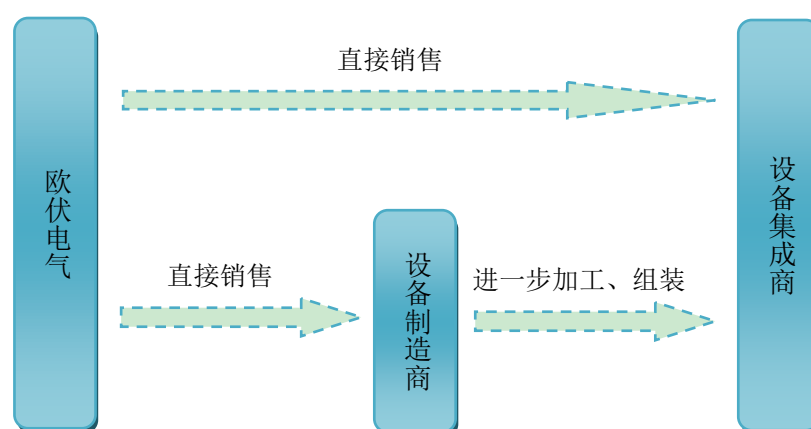 直接销售
欧伏电气
设备集成商
直接销售
设备制造商
进一步加工、组装